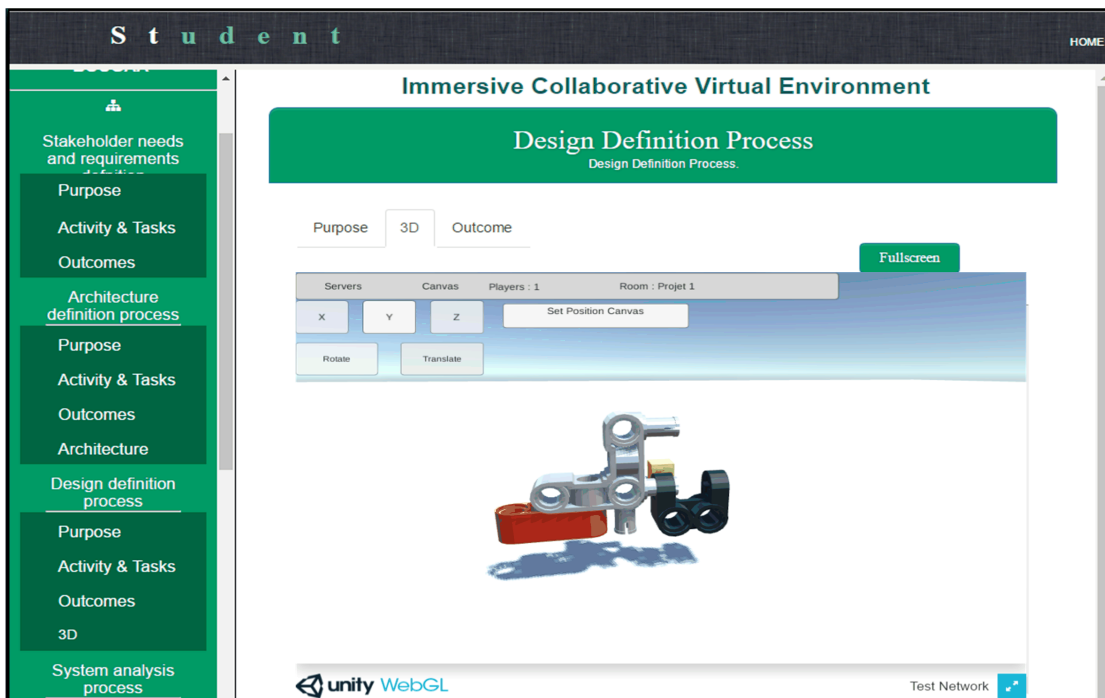 Student
HOME
Stakeholder needs
and requirements
Purpose
Activity & Tasks
Outcomes
Architecture
definition process
Purpose
Activity & Tasks
Outcomes
Architecture
Design definition
process
Purpose
Activity & Tasks
Outcomes
3D
System analysis
process
Immersive Collaborative Virtual Environment
Design Definition Process
Design Definition Process.
Purpose 3D Outcome
Fullscreen
Servers Canvas Players : 1 Room : Projet 1
X Y Z Set Position Canvas
Rotate Translate
unity WebGL
Test Network